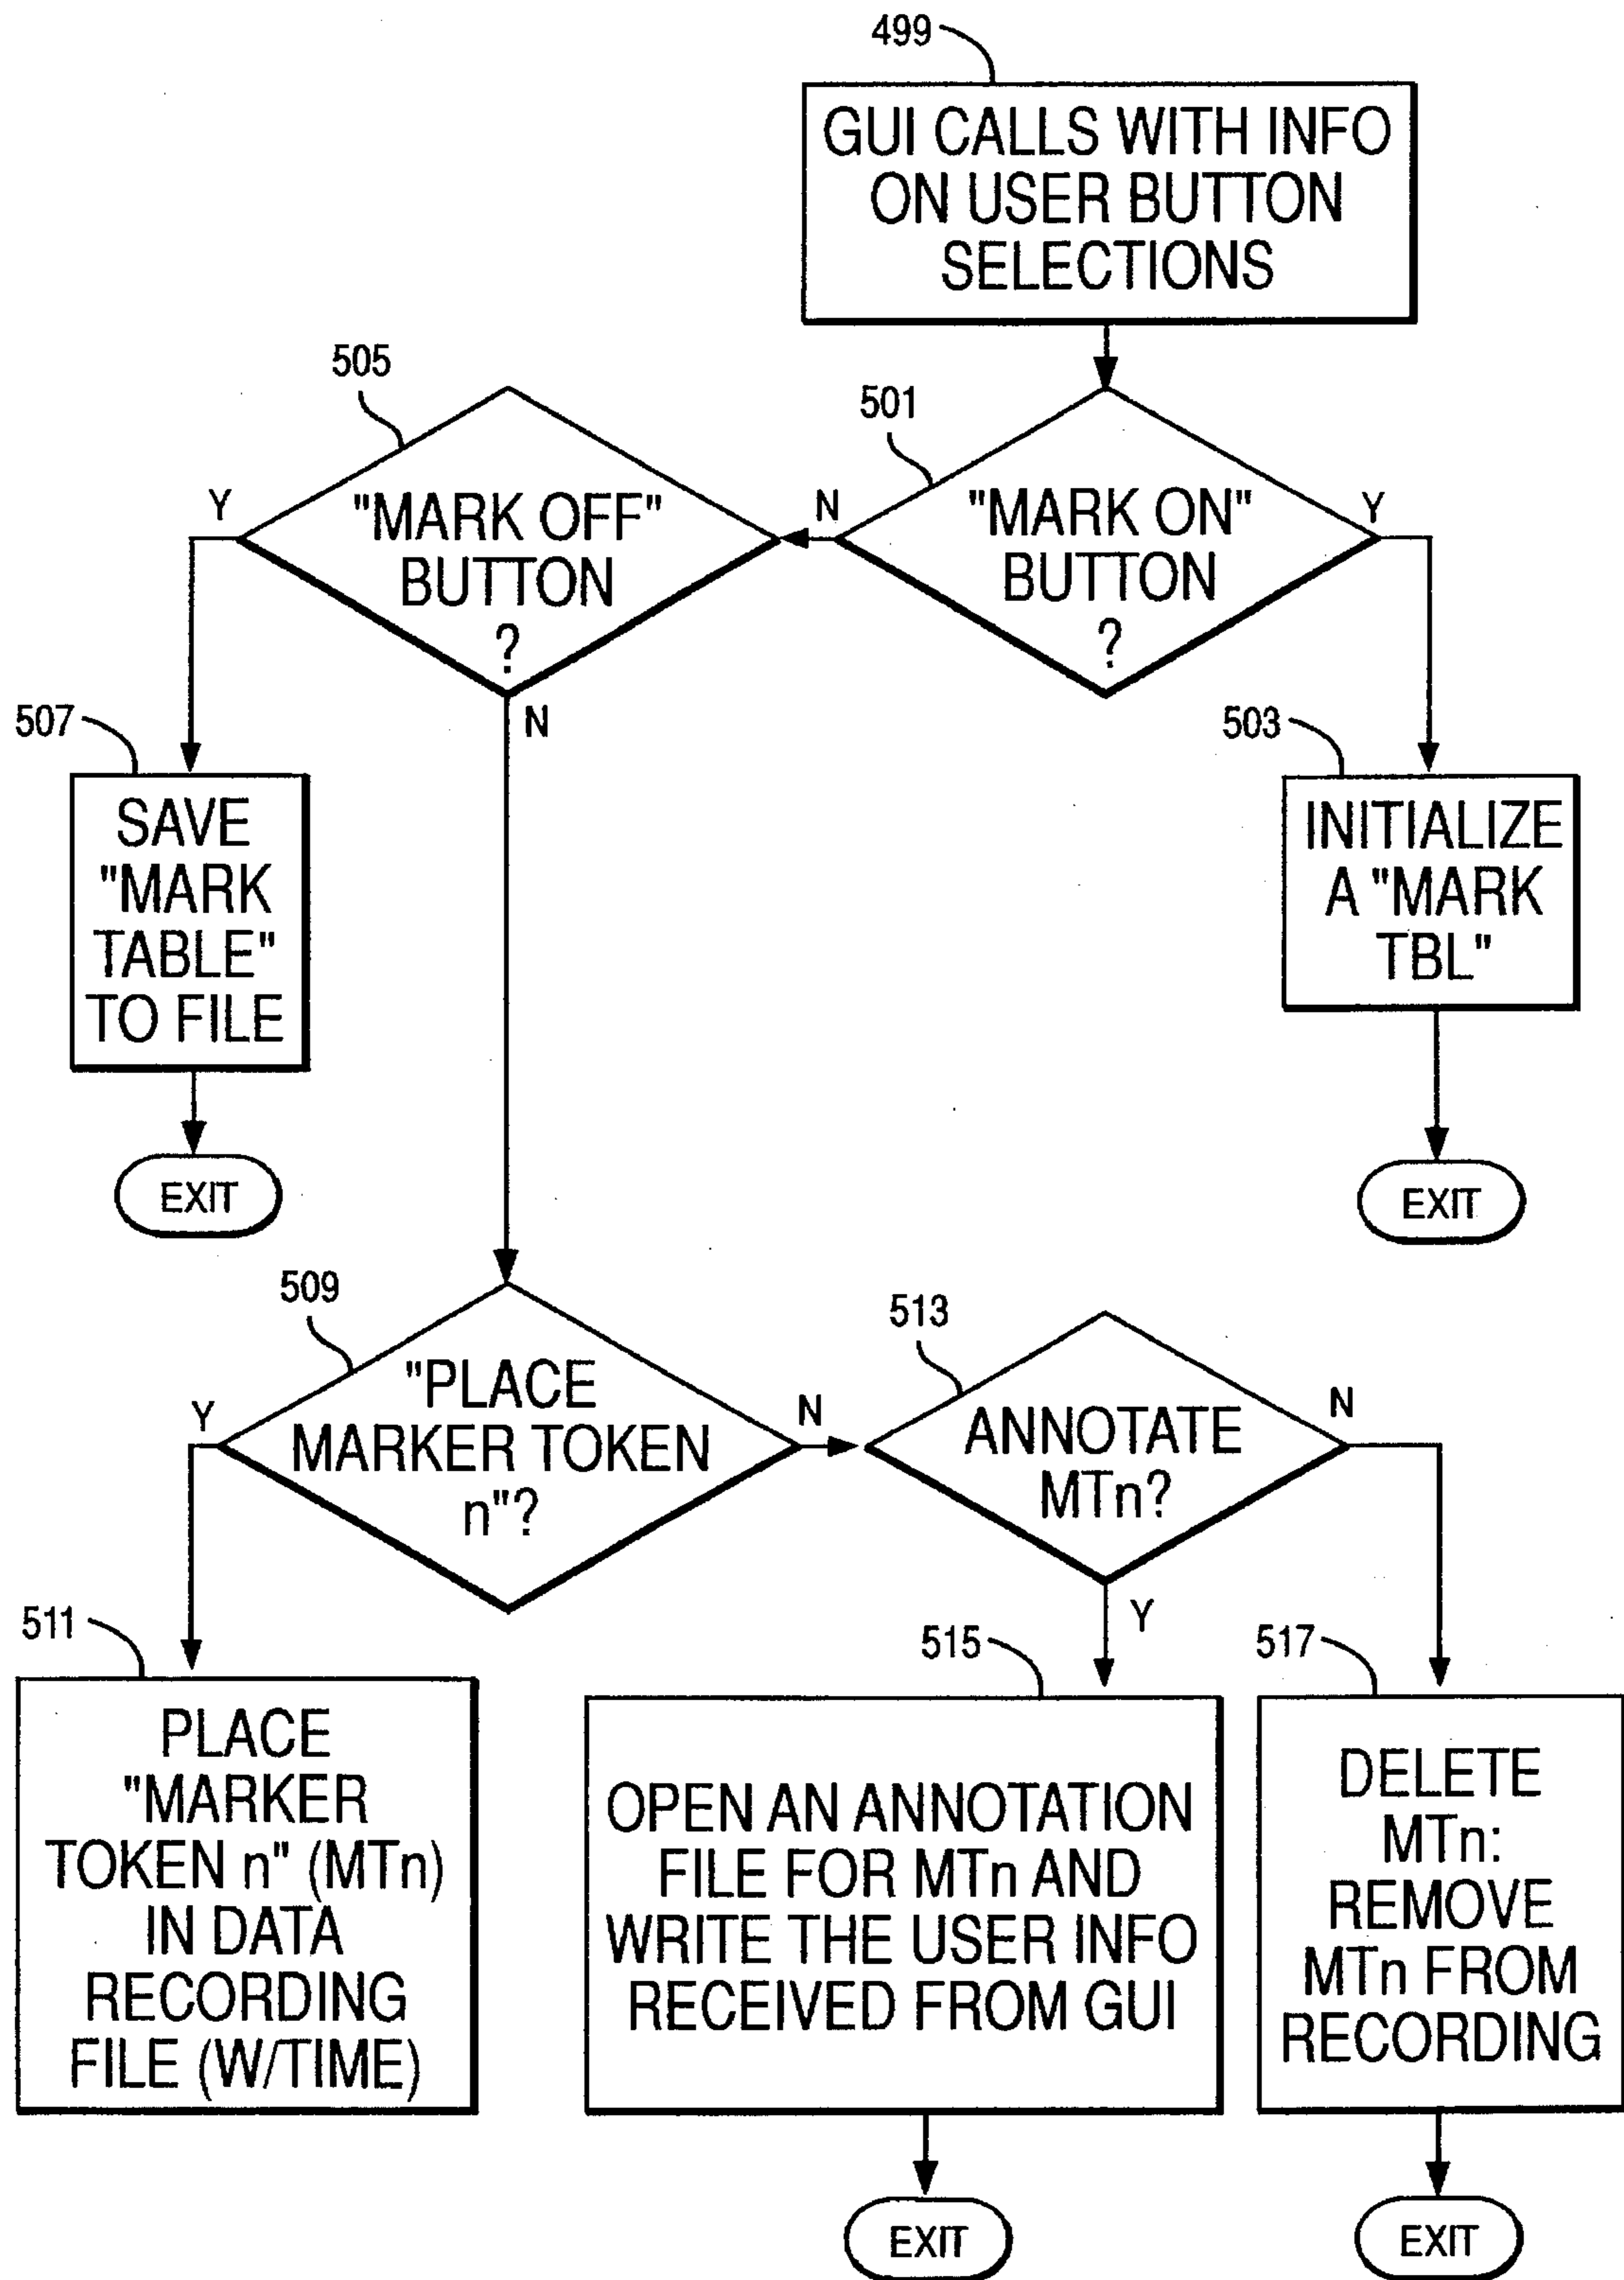 499
GUI CALLS WITH INFO
ON USER BUTTON
SELECTIONS
505
"MARK OFF"
BUTTON
?
Y
N
501
"MARK ON"
BUTTON
?
N
Y
507
SAVE
"MARK
TABLE"
TO FILE
EXIT
503
INITIALIZE
A "MARK
TBL"
EXIT
509
"PLACE
MARKER TOKEN
n"?
Y
N
513
ANNOTATE
MTn?
N
Y
511
PLACE
"MARKER
TOKEN n" (MTn)
IN DATA
RECORDING
FILE (W/TIME)
515
OPEN AN ANNOTATION
FILE FOR MTn AND
WRITE THE USER INFO
RECEIVED FROM GUI
EXIT
517
DELETE
MTn:
REMOVE
MTn FROM
RECORDING
EXIT